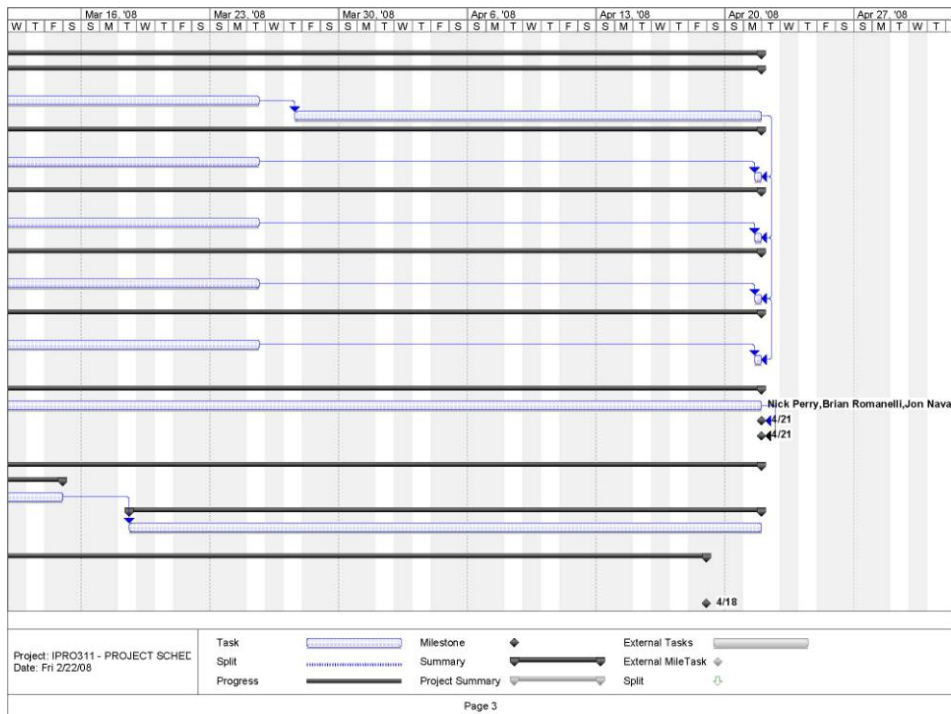 Mar 16, '08 Mar 23, '08 Mar 30, '08 Apr 6, '08 Apr 13, '08 Apr 20, '08 Apr 27, '08
W T F S S M T W T F S S M T W T F S S M T W T F S S M T W T F S S M T W T F S S M T W T F S S M T W T
Nick Perry,Brian Romanelli,Jon Nava
4/21
4/21
4/18
Project: IPRO311 - PROJECT SCHED
Date: Fri 2/22/08
Task Milestone External Tasks
Split Summary External MileTask
Progress Project Summary Split
Page 3